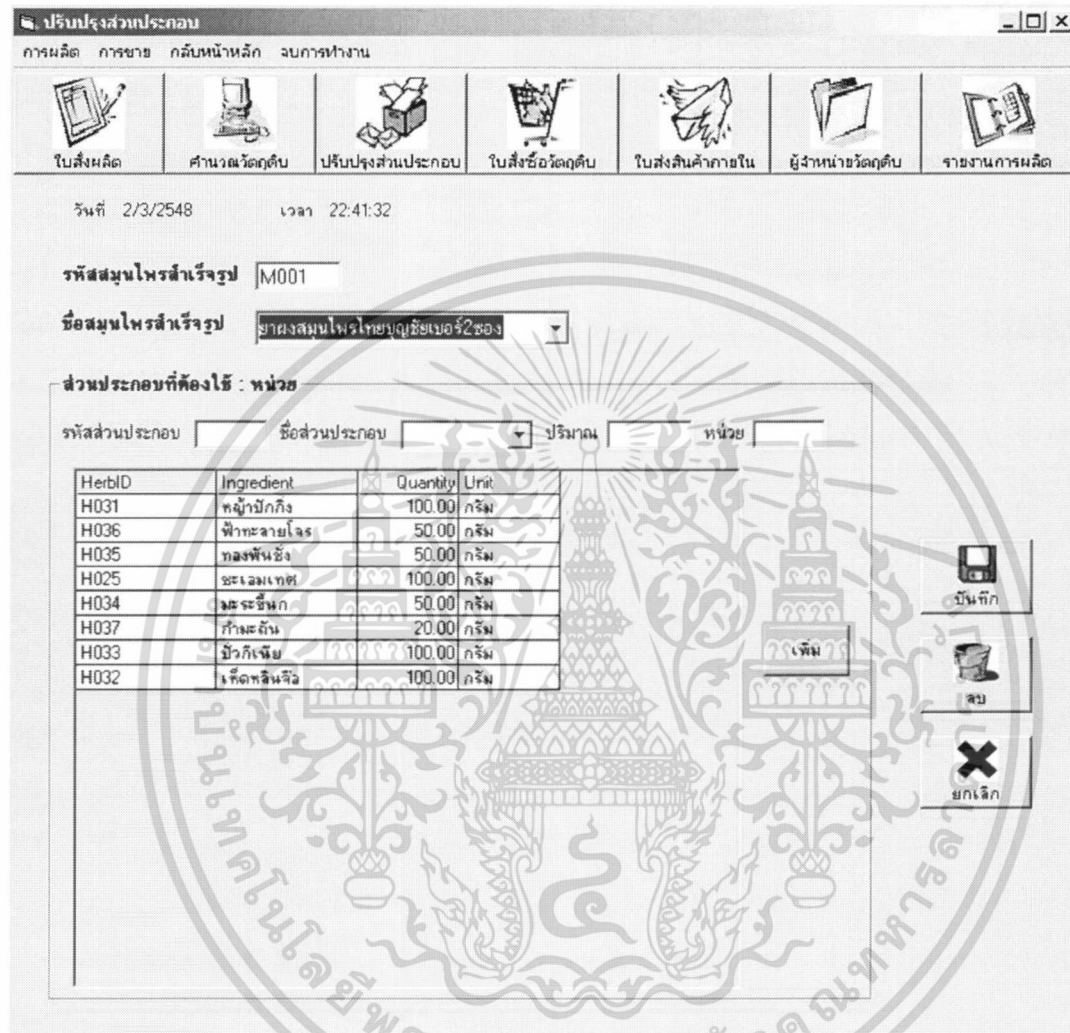 ปรับปรุงส่วนประกอบ
การผลิต การขาย กลับหน้าหลัก จบการทำงาน
ใบสั่งผลิต คำนวณวัตถุดิบ ปรับปรุงส่วนประกอบ ใบสั่งซื้อวัตถุดิบ ใบส่งสินค้าภายใน ผู้จำหน่ายวัตถุดิบ รายงานการผลิต
วันที่ 2/3/2548 เวลา 22:41:32
รหัสสมุนไพรสำเร็จรูป M001
ชื่อสมุนไพรสำเร็จรูป ยาผงสมุนไพรไทยบุญชัยเบอร์2ซอง
ส่วนประกอบที่ต้องใช้ : หน่วย
รหัสส่วนประกอบ ชื่อส่วนประกอบ ปริมาณ หน่วย
HerbID Ingredient Quantity Unit
H031 หญ้าปักกิ่ง 100.00 กรัม
H036 ฟ้าทะลายโจร 50.00 กรัม
H035 ทองพันชั่ง 50.00 กรัม
H025 ชะเอมเทศ 100.00 กรัม
H034 มะระขี้นก 50.00 กรัม
H037 กำมะถัน 20.00 กรัม
H033 ปัวกีเนีย 100.00 กรัม
H032 เห็ดหลินจือ 100.00 กรัม
เพิ่ม
บันทึก
ลบ
ยกเลิก